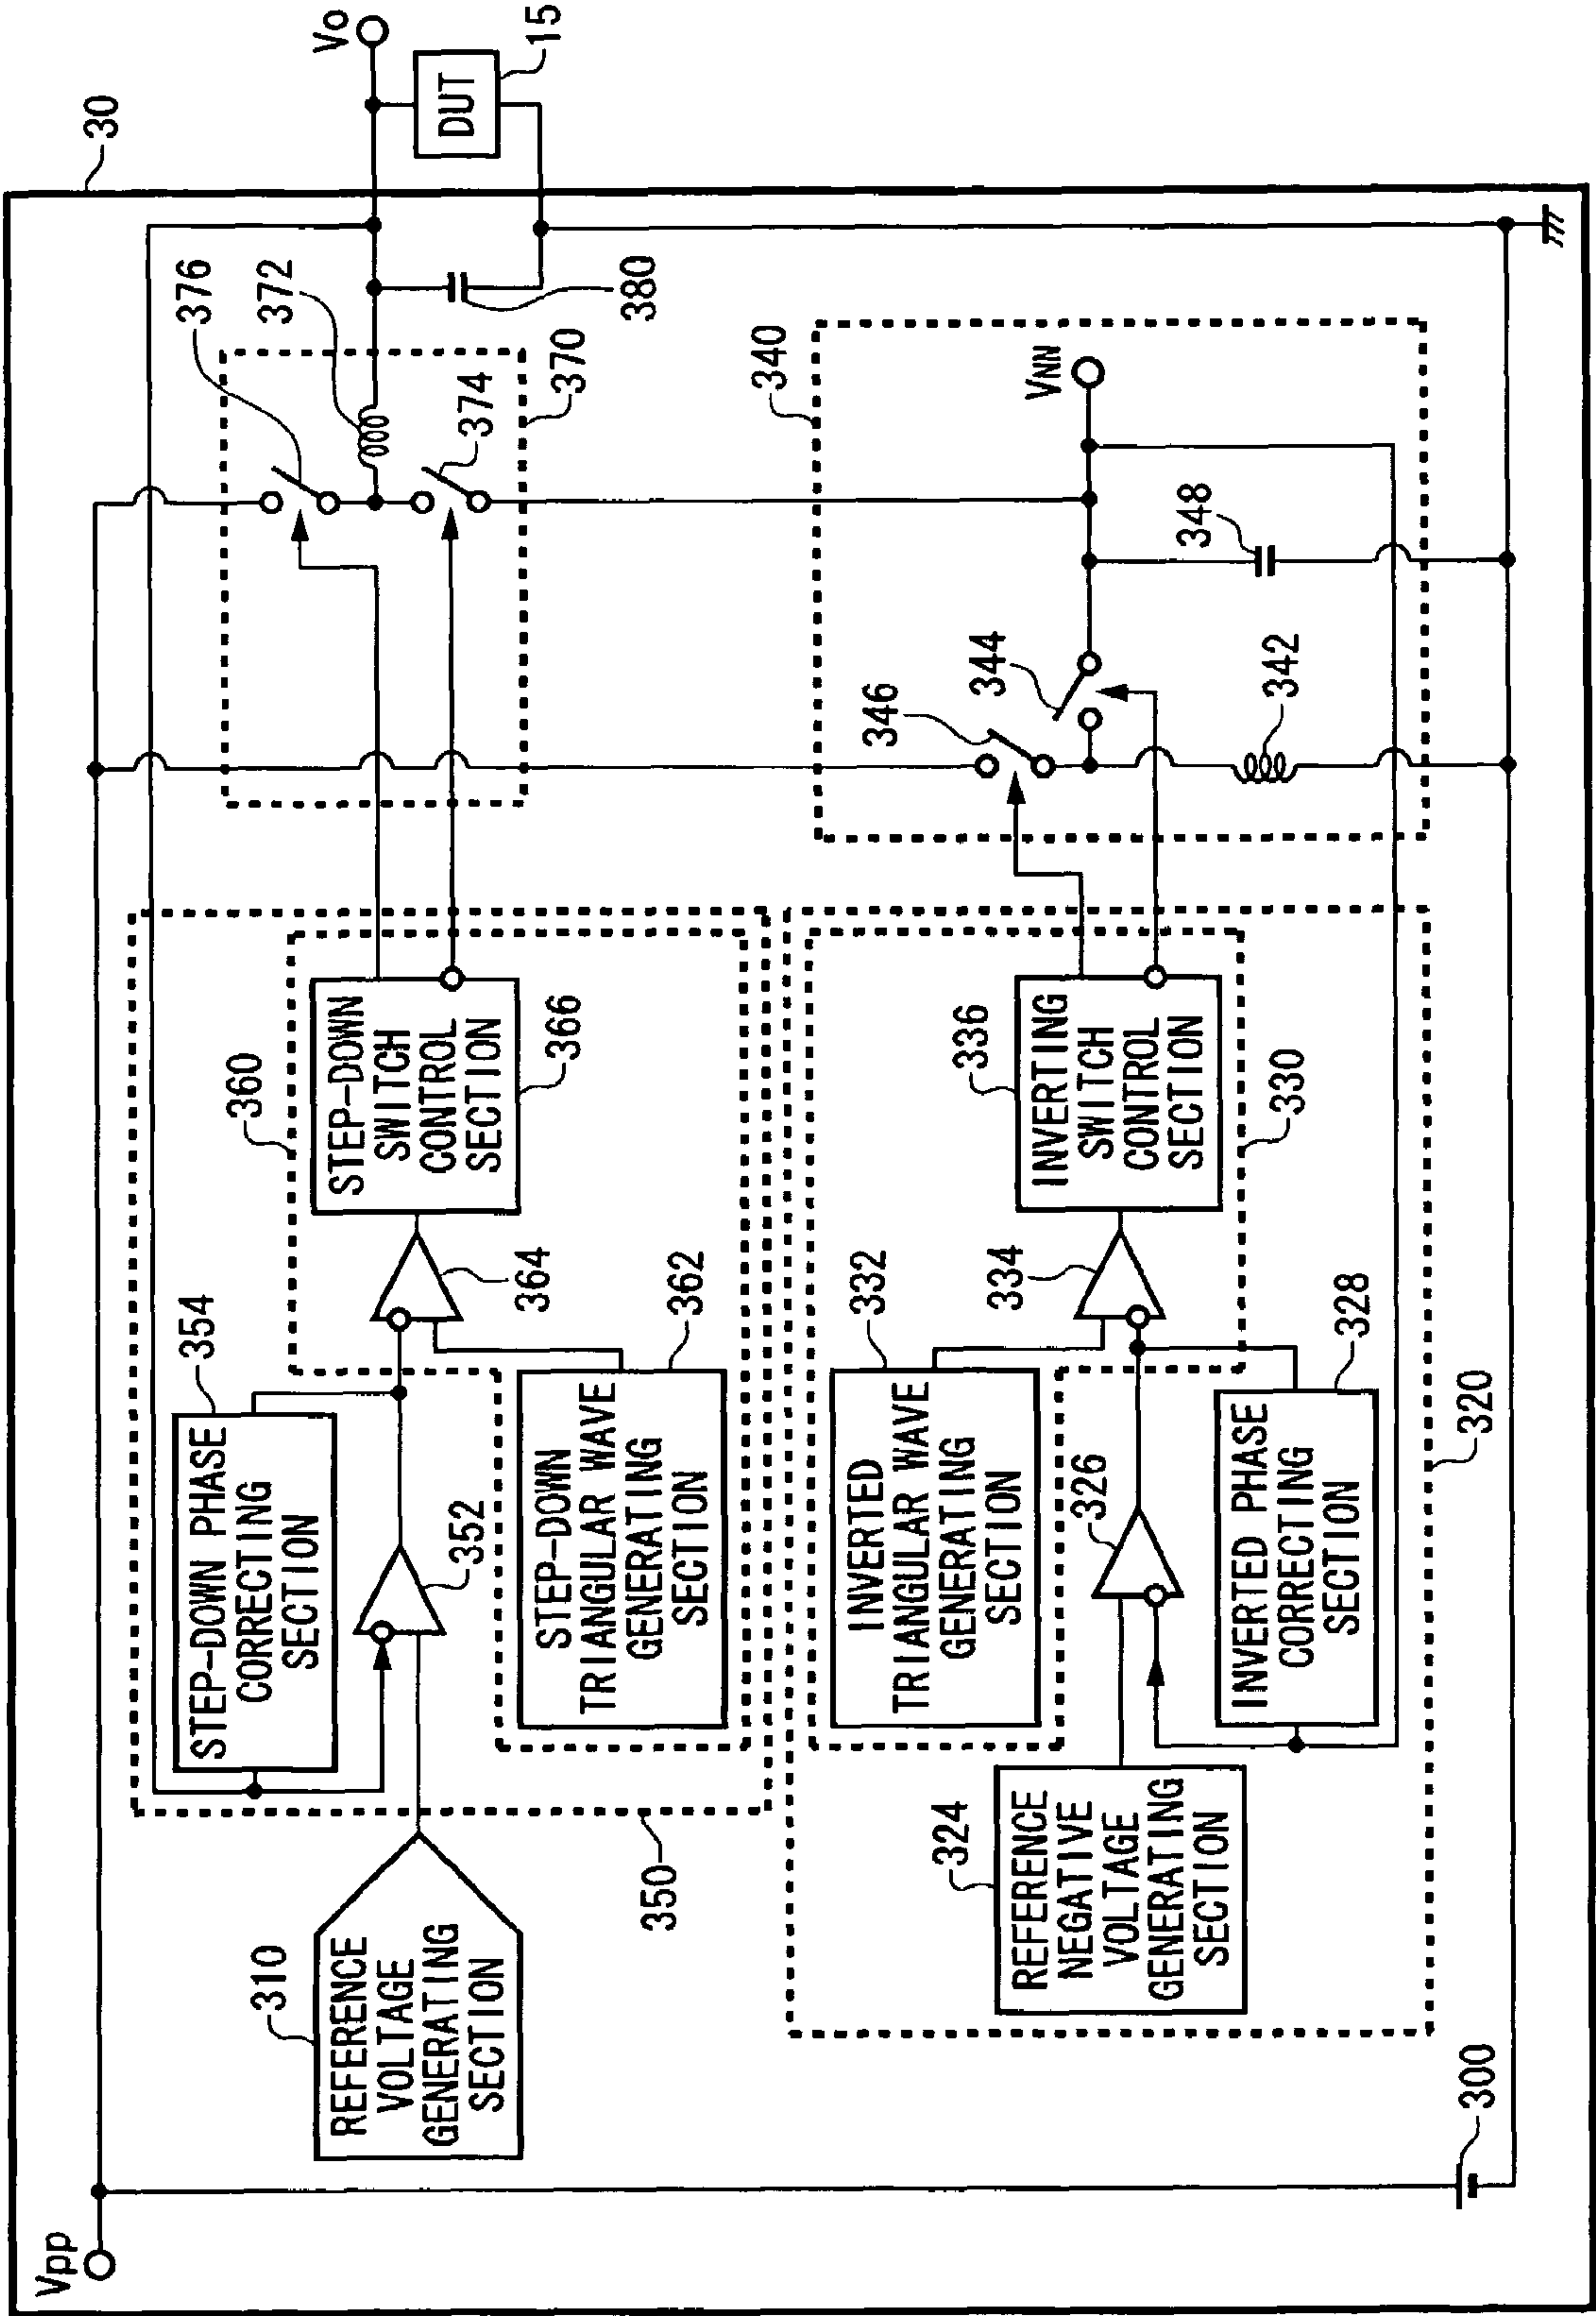 30
Vpp
Vo
DUT
15
376
372
374
370
380
354
STEP-DOWN PHASE
CORRECTING
SECTION
360
STEP-DOWN
SWITCH
CONTROL
SECTION
366
364
352
310
REFERENCE
VOLTAGE
GENERATING
SECTION
STEP-DOWN
TRIANGULAR WAVE
GENERATING
SECTION
362
350
340
VNN
348
344
346
342
332
INVERTED
TRIANGULAR WAVE
GENERATING
SECTION
334
336
INVERTING
SWITCH
CONTROL
SECTION
330
324
REFERENCE
NEGATIVE
VOLTAGE
GENERATING
SECTION
326
INVERTED PHASE
CORRECTING
SECTION
328
320
300